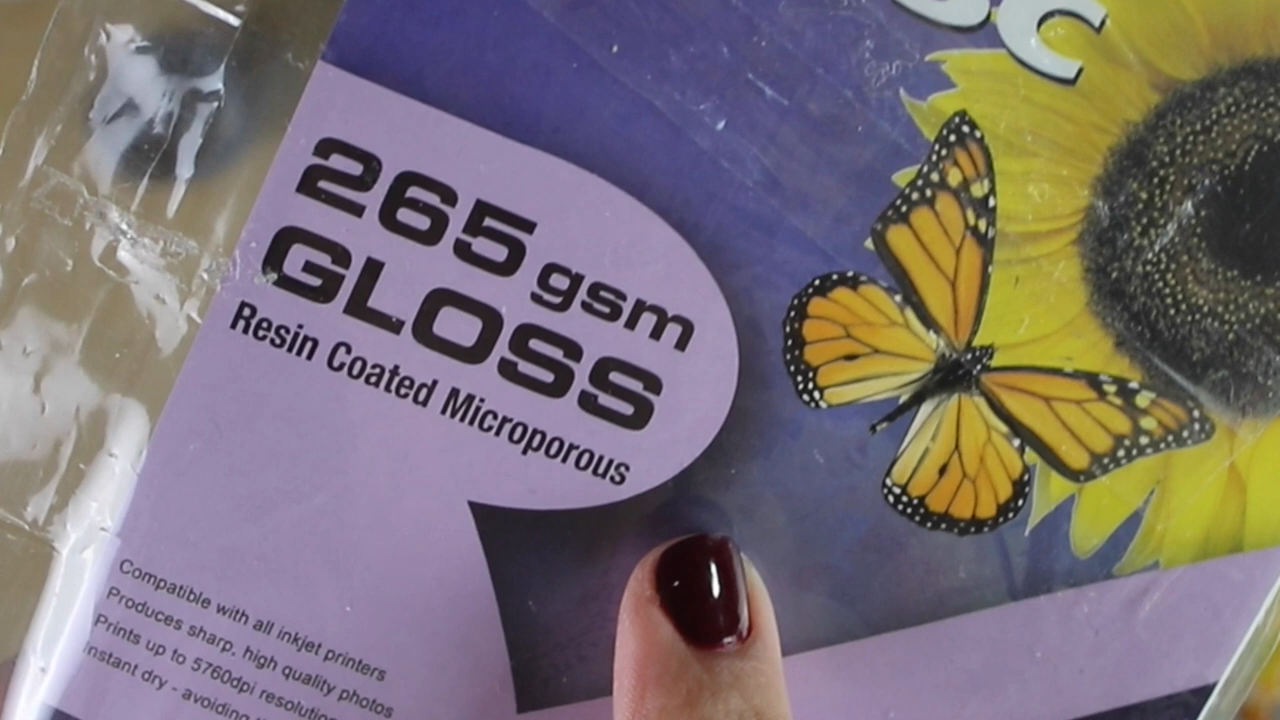 265 gsm
GLOSS
Resin Coated Microporous
Compatible with all inkjet printers
Produces sharp, high quality photos
Prints up to 5760dpi resolution
Instant dry - avoiding